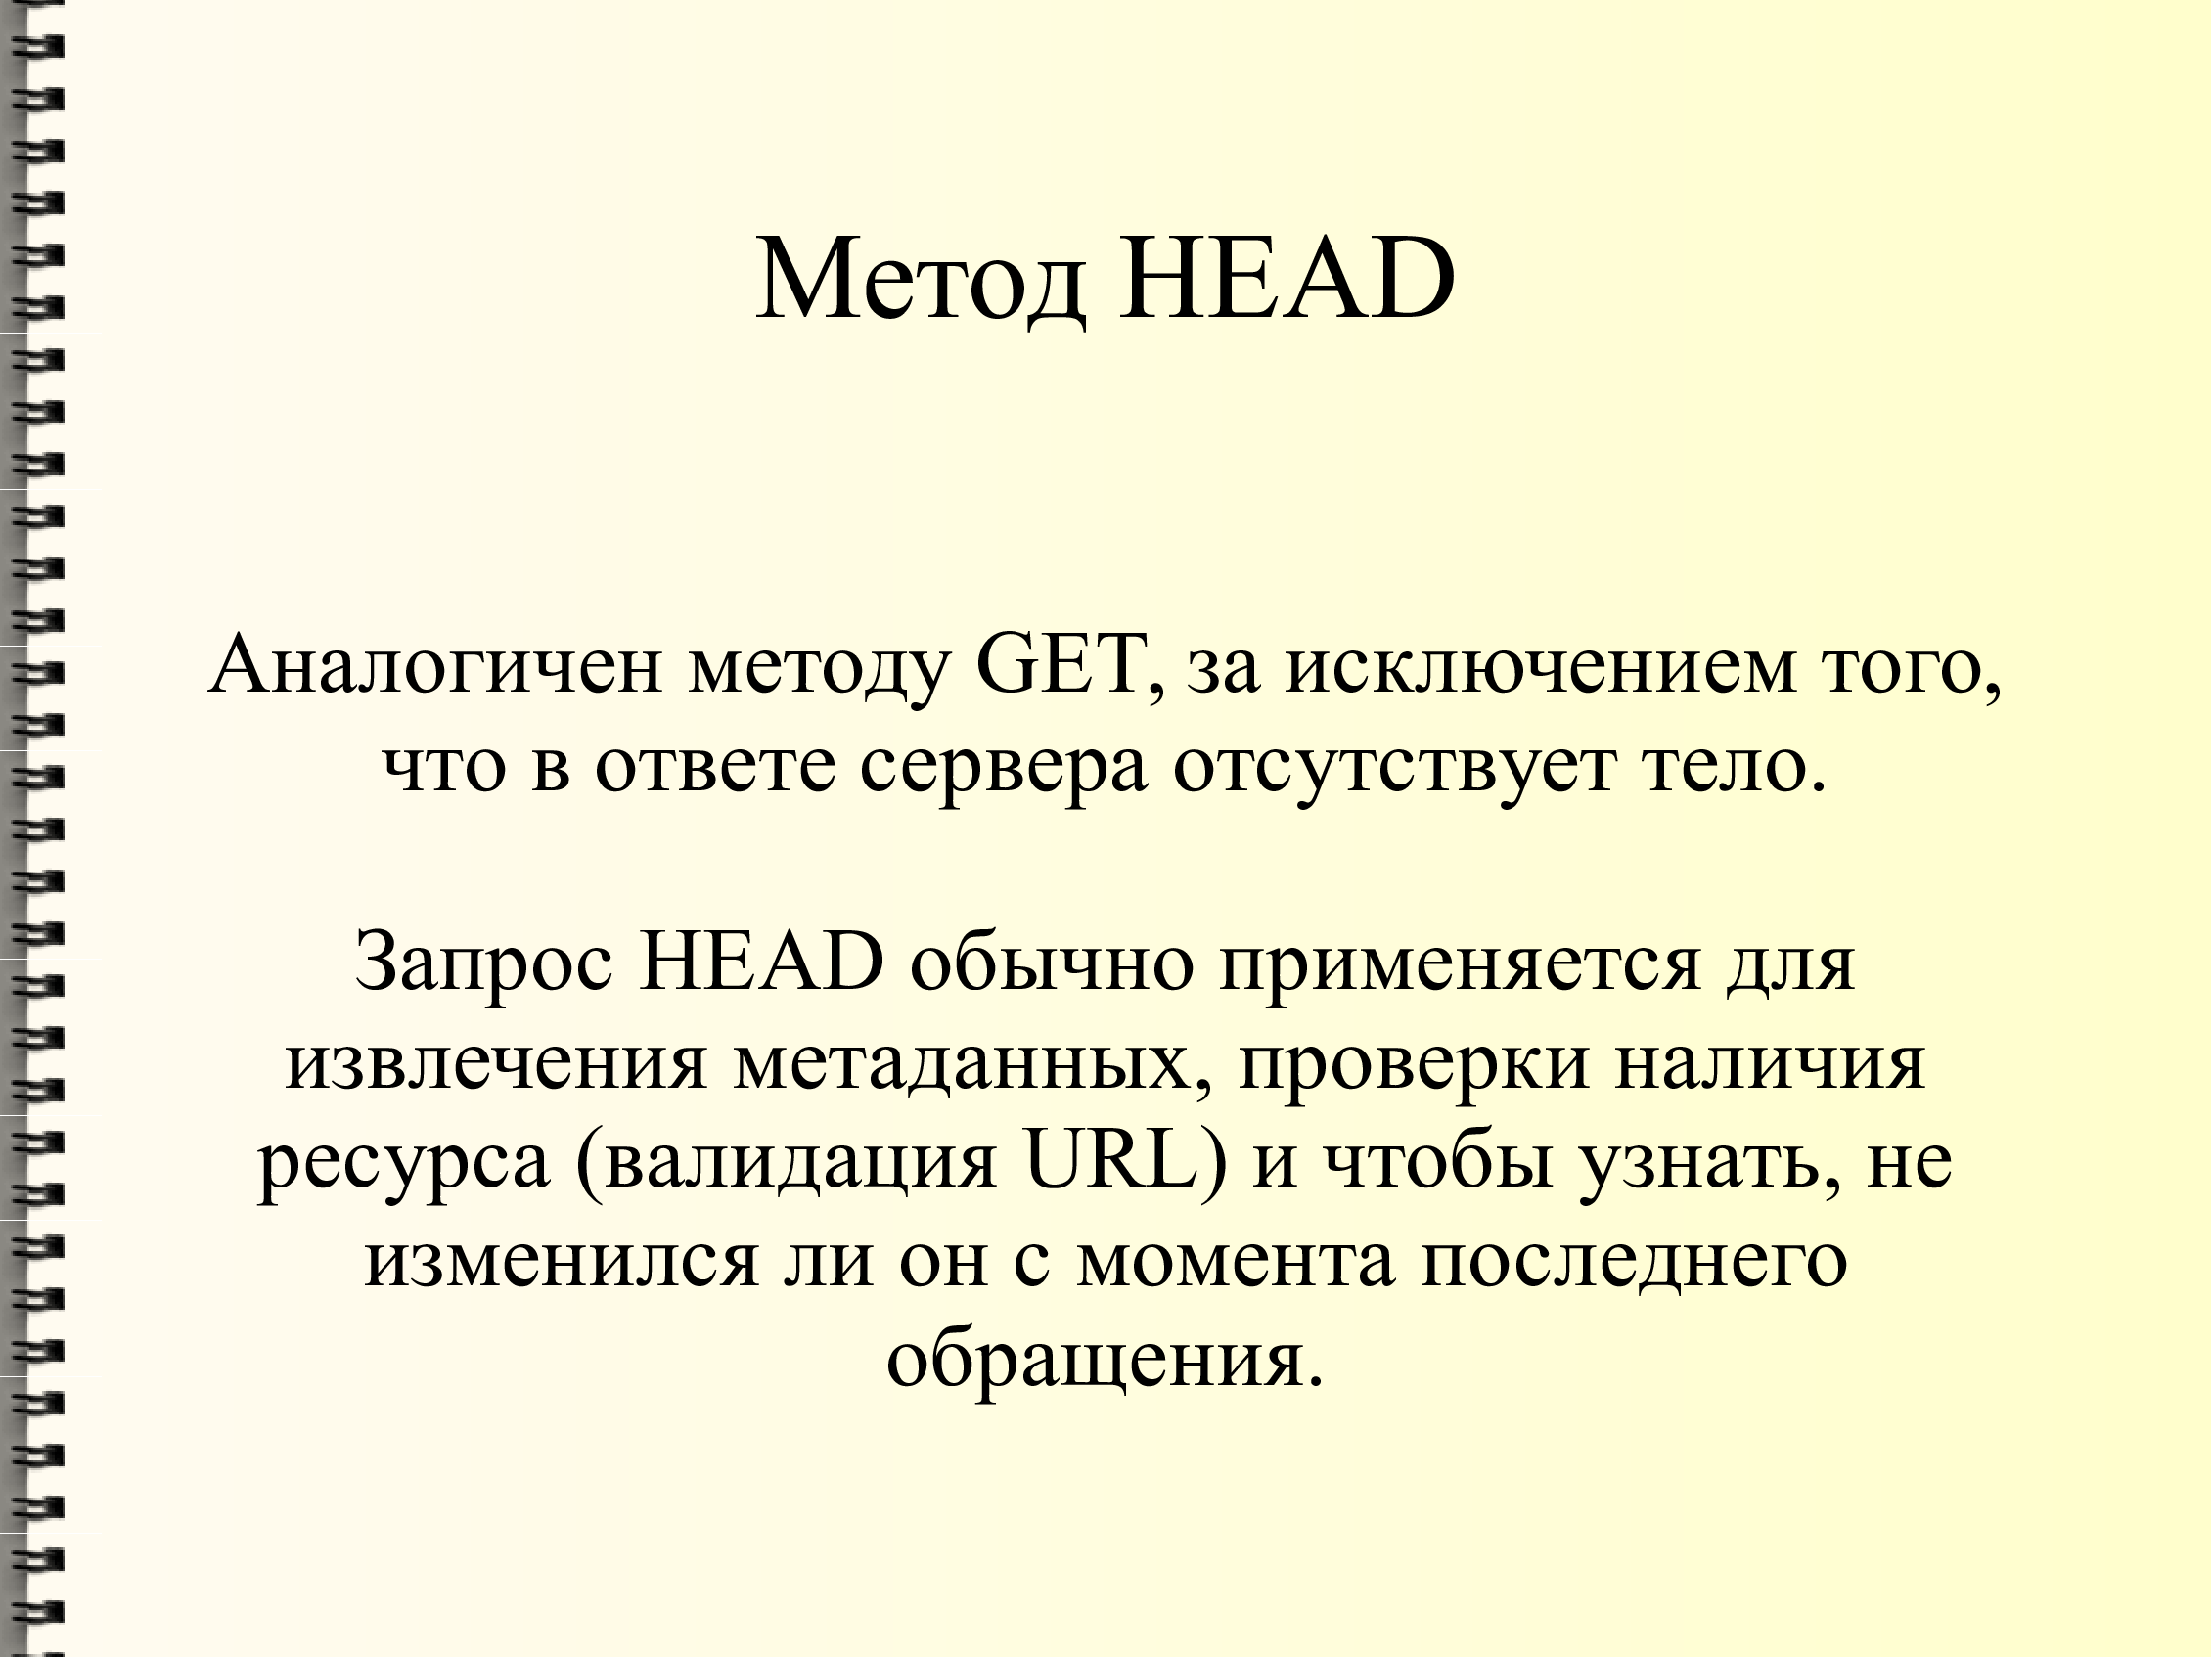 Метод HEAD
Аналогичен методу GET, за исключением того,
что в ответе сервера отсутствует тело.
Запрос HEAD обычно применяется для
извлечения метаданных, проверки наличия
ресурса (валидация URL) и чтобы узнать, не
изменился ли он с момента последнего
обращения.